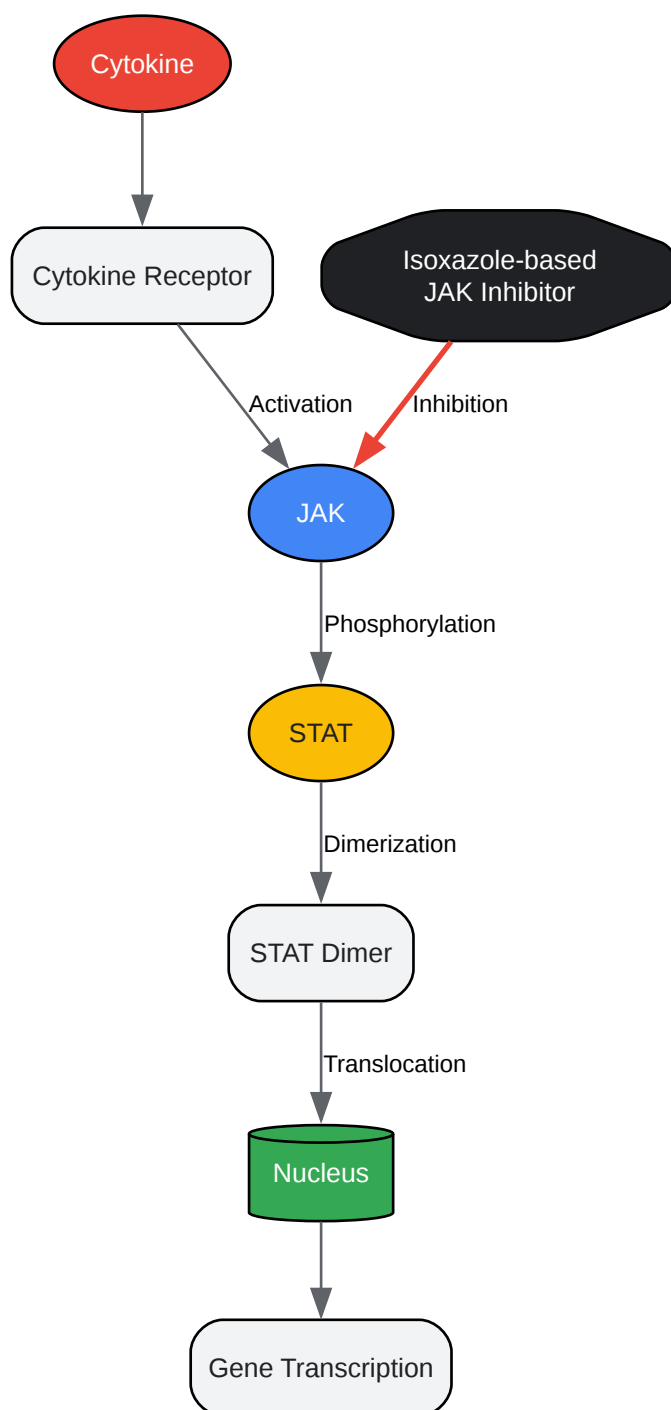 Cytokine
Cytokine Receptor
Isoxazole-based
JAK Inhibitor
Activation
Inhibition
JAK
Phosphorylation
STAT
Dimerization
STAT Dimer
Translocation
Nucleus
Gene Transcription